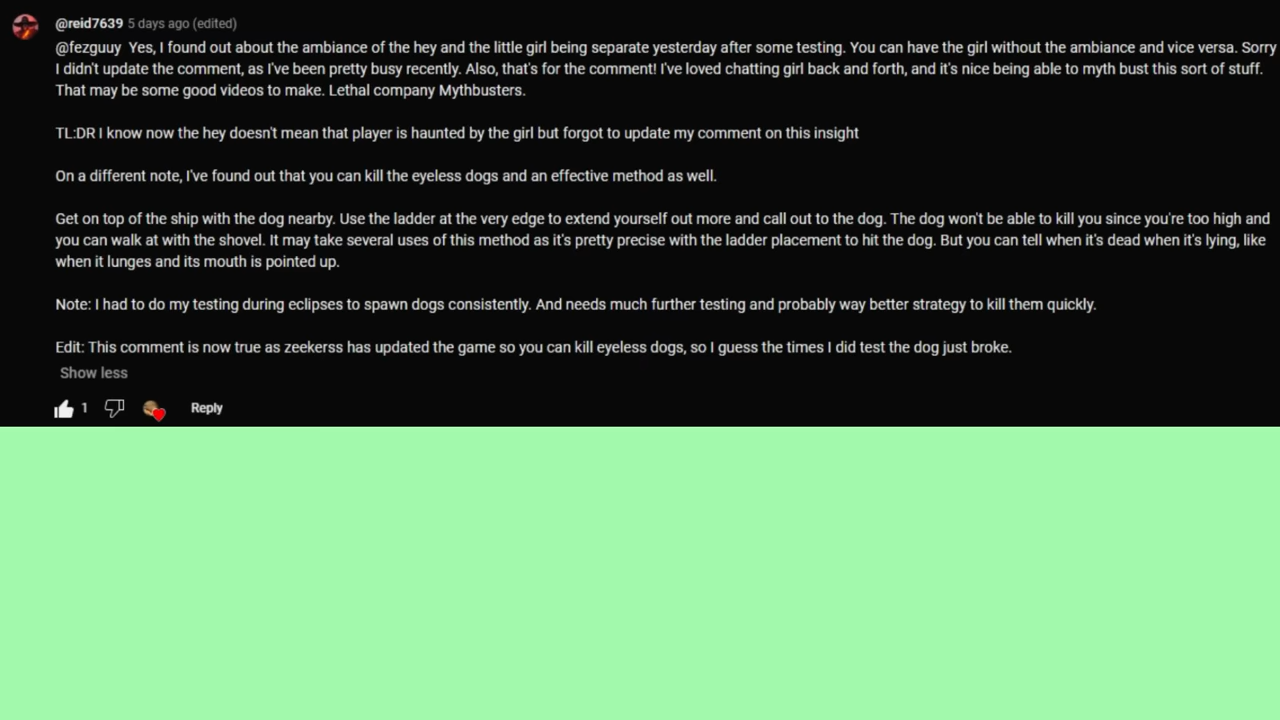 @reid7639 5 days ago (edited)
@fezguuy Yes, I found out about the ambiance of the hey and the little girl being separate yesterday after some testing. You can have the girl without the ambiance and vice versa. Sorry
I didn't update the comment, as I've been pretty busy recently. Also, that's for the comment! I've loved chatting girl back and forth, and it's nice being able to myth bust this sort of stuff.
That may be some good videos to make. Lethal company Mythbusters.
TL:DR I know now the hey doesn't mean that player is haunted by the girl but forgot to update my comment on this insight
On a different note, I've found out that you can kill the eyeless dogs and an effective method as well.
Get on top of the ship with the dog nearby. Use the ladder at the very edge to extend yourself out more and call out to the dog. The dog won't be able to kill you since you're too high and
you can walk at with the shovel. It may take several uses of this method as it's pretty precise with the ladder placement to hit the dog. But you can tell when it's dead when it's lying, like
when it lunges and its mouth is pointed up.
Note: I had to do my testing during eclipses to spawn dogs consistently. And needs much further testing and probably way better strategy to kill them quickly.
Edit: This comment is now true as zeekerss has updated the game so you can kill eyeless dogs, so I guess the times I did test the dog just broke.
Show less
1 Reply